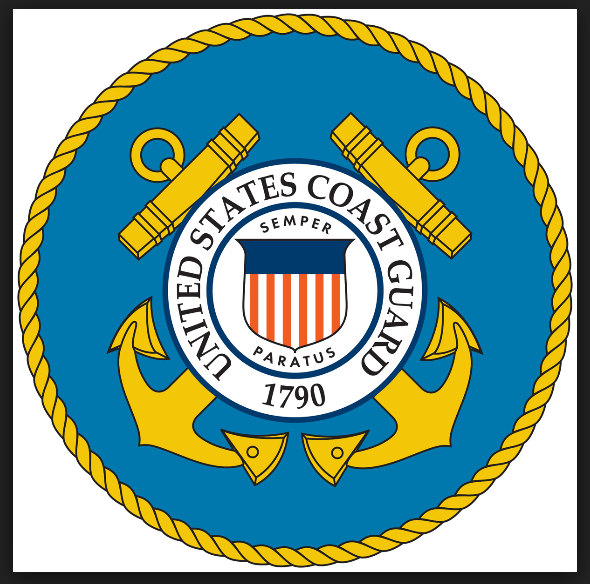 UNITED STATES COAST GUARD
SEMPER
PARATUS
1790